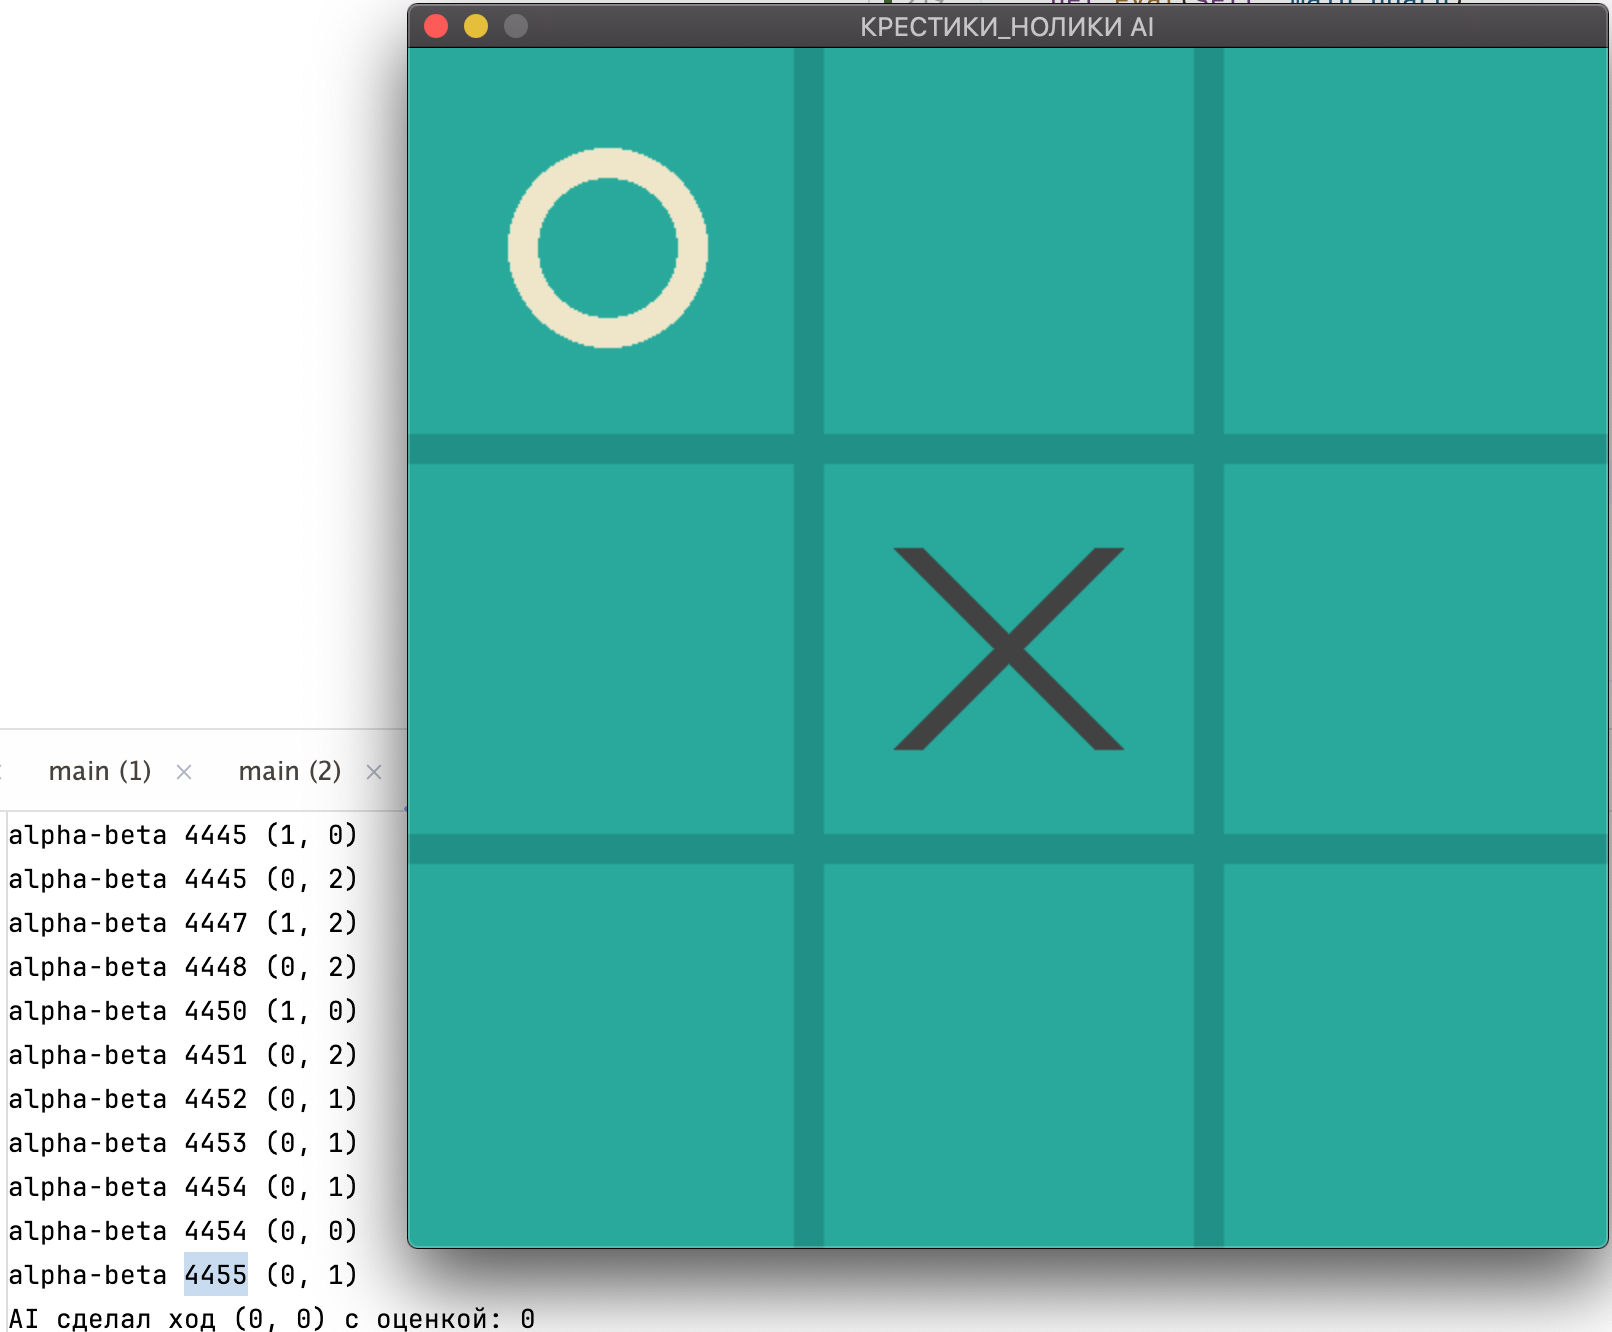 КРЕСТИКИ_НОЛИКИ AI
main (1) × main (2) ×
alpha-beta 4445 (1, 0)
alpha-beta 4445 (0, 2)
alpha-beta 4447 (1, 2)
alpha-beta 4448 (0, 2)
alpha-beta 4450 (1, 0)
alpha-beta 4451 (0, 2)
alpha-beta 4452 (0, 1)
alpha-beta 4453 (0, 1)
alpha-beta 4454 (0, 1)
alpha-beta 4454 (0, 0)
alpha-beta 4455 (0, 1)
AI сделал ход (0, 0) с оценкой: 0